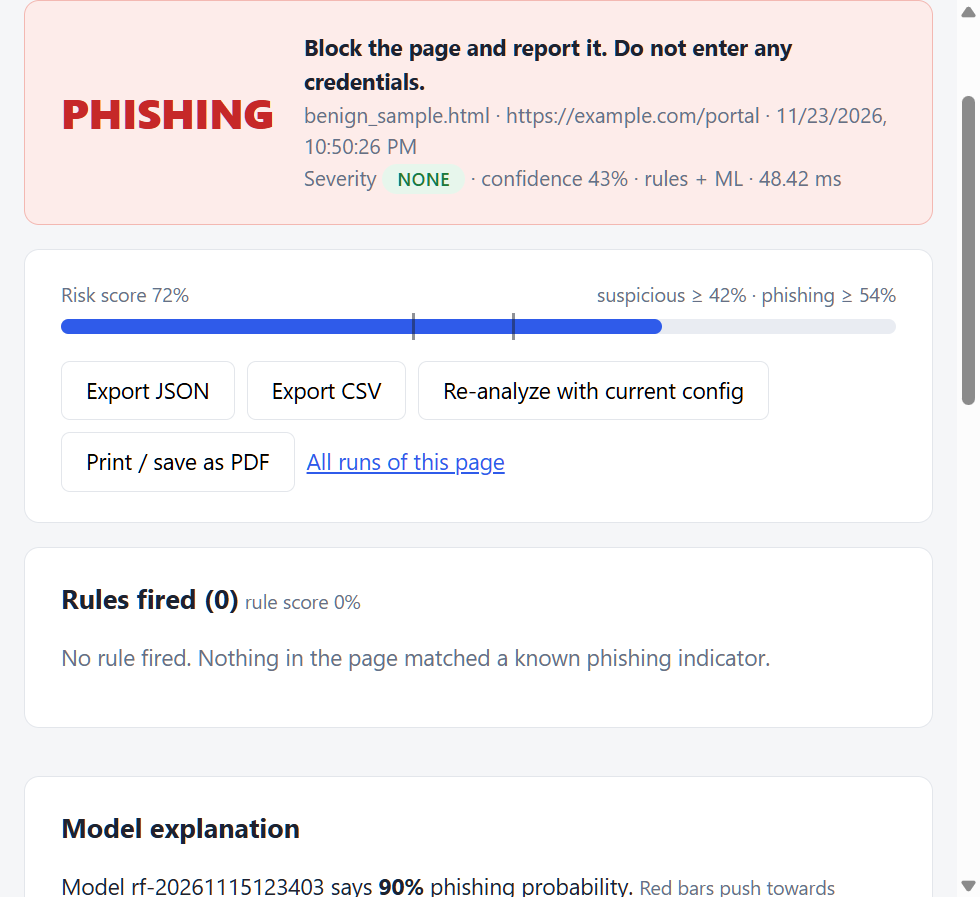 PHISHING
Block the page and report it. Do not enter any
credentials.
benign_sample.html · https://example.com/portal · 11/23/2026,
10:50:26 PM
Severity NONE · confidence 43% · rules + ML · 48.42 ms
Risk score 72%
suspicious ≥ 42% · phishing ≥ 54%
Export JSON
Export CSV
Re-analyze with current config
Print / save as PDF
All runs of this page
Rules fired (0) rule score 0%
No rule fired. Nothing in the page matched a known phishing indicator.
Model explanation
Model rf-20261115123403 says 90% phishing probability. Red bars push towards